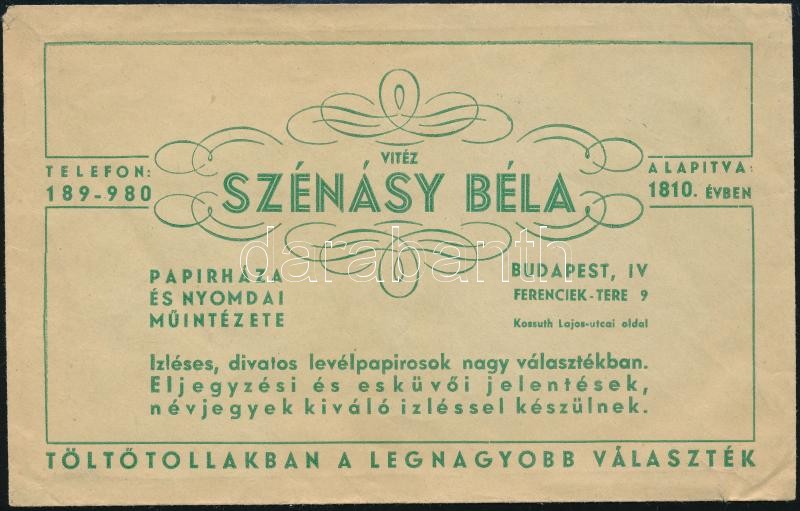 VITÉZ
SZÉNÁSY BÉLA
TELEFON:
189-980
ALAPITVA:
1810. ÉVBEN
PAPIRHÁZA
ÉS NYOMDAI
MŰINTÉZETE
BUDAPEST, IV
FERENCIEK-TERE 9
Kossuth Lajos-utcai oldal
darabanth
Izléses, divatos levélpapirosok nagy választékban.
Eljegyzési és esküvői jelentések,
névjegyek kiváló izléssel készülnek.
TÖLTŐTOLLAKBAN A LEGNAGYOBB VÁLASZTÉK